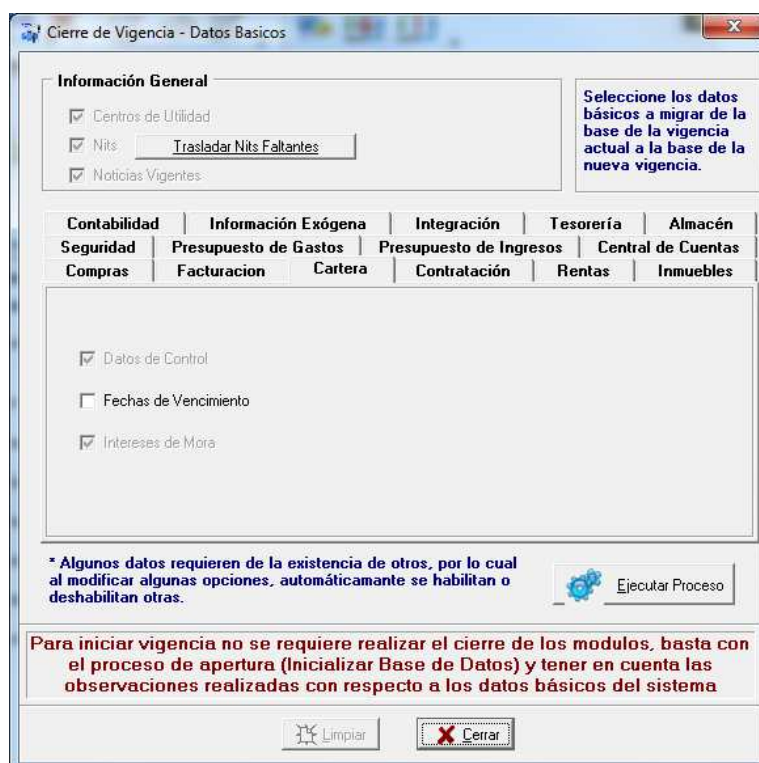 Cierre de Vigencia - Datos Basicos
Información General
Centros de Utilidad
Nits
Trasladar Nits Faltantes
Noticias Vigentes
Seleccione los datos
básicos a migrar de la
base de la vigencia
actual a la base de la
nueva vigencia.
Contabilidad Información Exógena Integración Tesorería Almacén
Seguridad Presupuesto de Gastos Presupuesto de Ingresos Central de Cuentas
Compras Facturacion Cartera Contratación Rentas Inmuebles
Datos de Control
Fechas de Vencimiento
Intereses de Mora
* Algunos datos requieren de la existencia de otros, por lo cual
al modificar algunas opciones, automáticamante se habilitan o
deshabilitan otras.
Ejecutar Proceso
Para iniciar vigencia no se requiere realizar el cierre de los modulos, basta con
el proceso de apertura (Inicializar Base de Datos) y tener en cuenta las
observaciones realizadas con respecto a los datos básicos del sistema
Limpiar
Cerrar